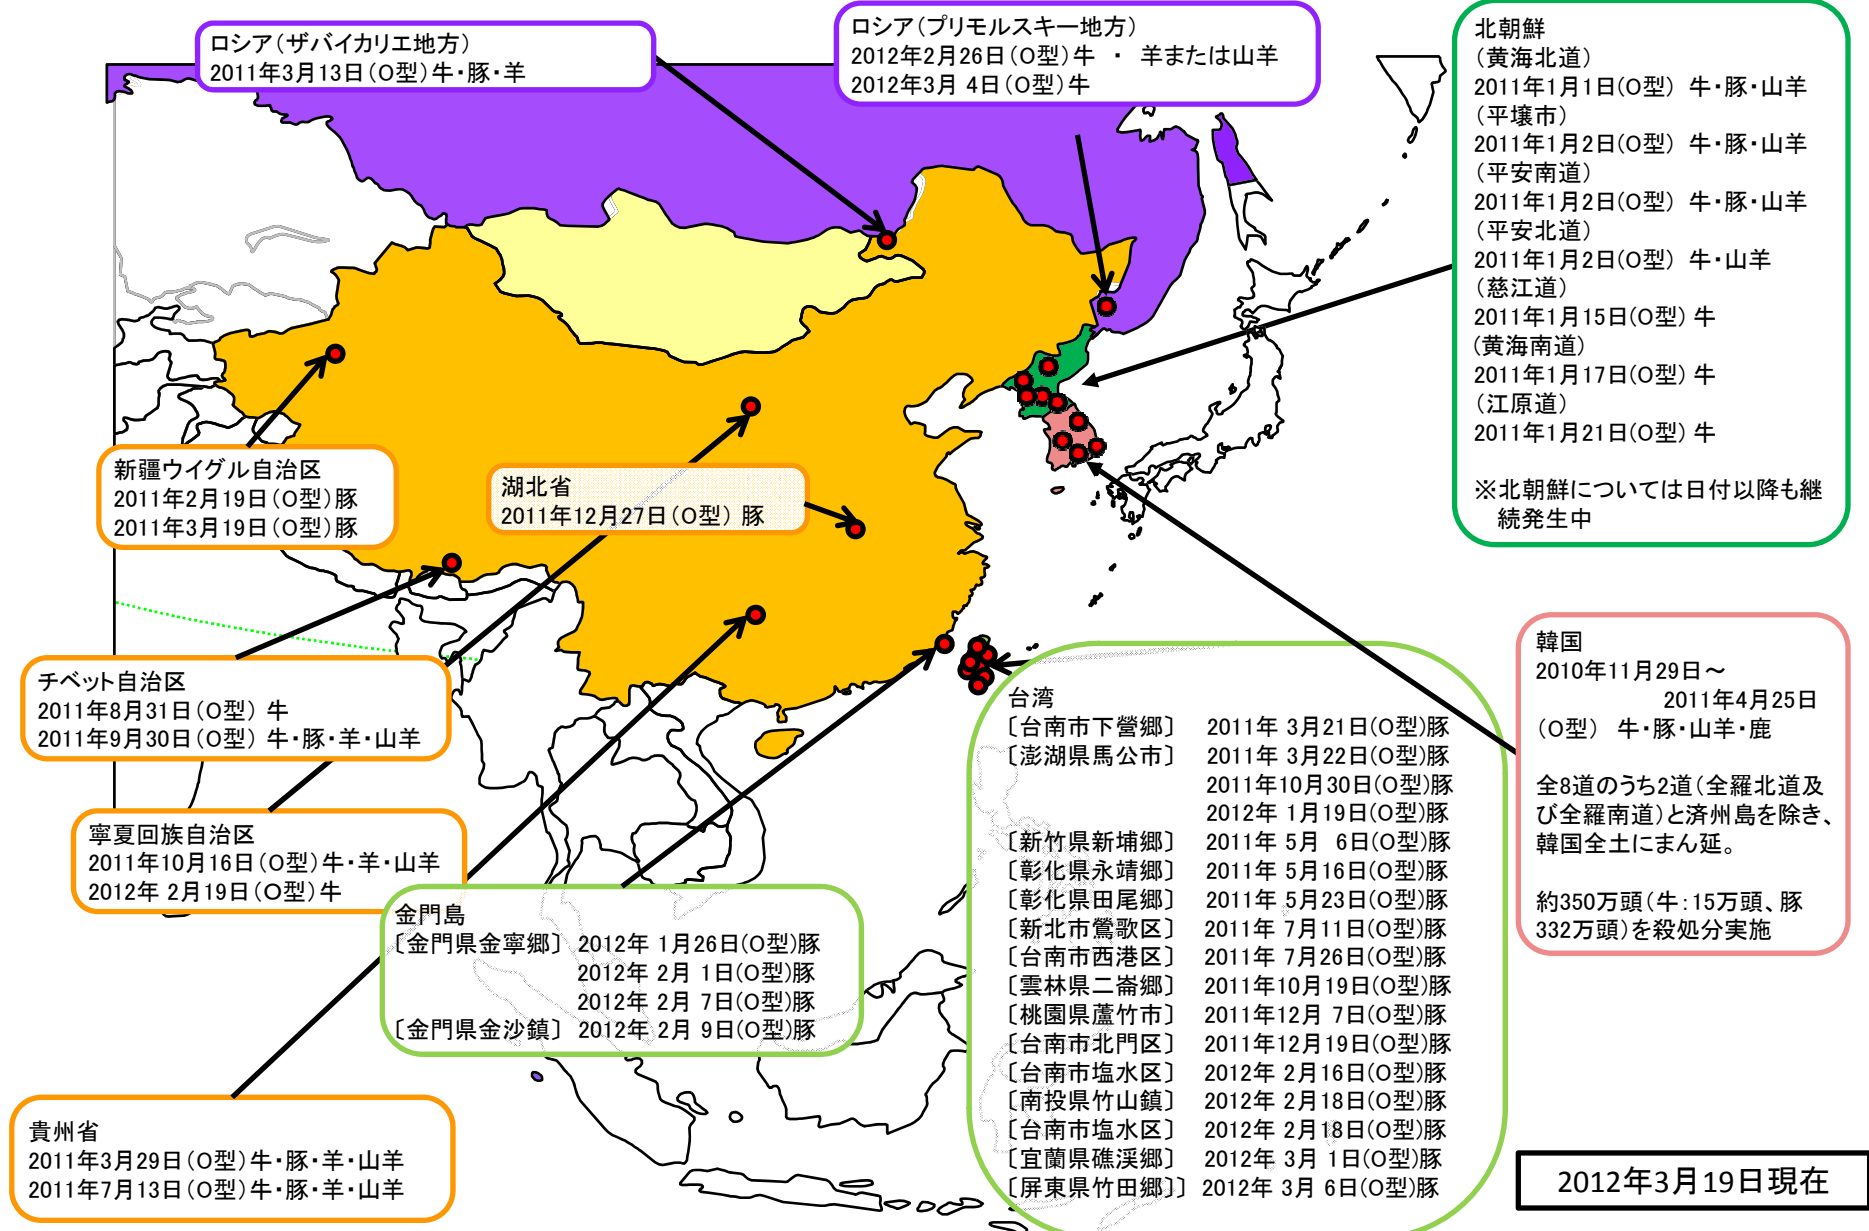 ロシア(ザバイカリエ地方)
2011年3月13日(O型)牛・豚・羊
ロシア(プリモルスキー地方)
2012年2月26日(O型)牛 ・ 羊または山羊
2012年3月 4日(O型)牛
北朝鮮
(黄海北道)
2011年1月1日(O型) 牛・豚・山羊
(平壌市)
2011年1月2日(O型) 牛・豚・山羊
(平安南道)
2011年1月2日(O型) 牛・豚・山羊
(平安北道)
2011年1月2日(O型) 牛・山羊
(慈江道)
2011年1月15日(O型) 牛
(黄海南道)
2011年1月17日(O型) 牛
(江原道)
2011年1月21日(O型) 牛
※北朝鮮については日付以降も継
続発生中
新疆ウイグル自治区
2011年2月19日(O型)豚
2011年3月19日(O型)豚
湖北省
2011年12月27日(O型) 豚
チベット自治区
2011年8月31日(O型) 牛
2011年9月30日(O型) 牛・豚・羊・山羊
寧夏回族自治区
2011年10月16日(O型)牛・羊・山羊
2012年 2月19日(O型)牛
金門島
〔金門県金寧郷〕 2012年 1月26日(O型)豚
2012年 2月 1日(O型)豚
2012年 2月 7日(O型)豚
〔金門県金沙鎮〕 2012年 2月 9日(O型)豚
貴州省
2011年3月29日(O型)牛・豚・羊・山羊
2011年7月13日(O型)牛・豚・羊・山羊
台湾
〔台南市下營郷〕 2011年 3月21日(O型)豚
〔澎湖県馬公市〕 2011年 3月22日(O型)豚
2011年10月30日(O型)豚
2012年 1月19日(O型)豚
〔新竹県新埔郷〕 2011年 5月 6日(O型)豚
〔彰化県永靖郷〕 2011年 5月16日(O型)豚
〔彰化県田尾郷〕 2011年 5月23日(O型)豚
〔新北市鶯歌区〕 2011年 7月11日(O型)豚
〔台南市西港区〕 2011年 7月26日(O型)豚
〔雲林県二崙郷〕 2011年10月19日(O型)豚
〔桃園県蘆竹市〕 2011年12月 7日(O型)豚
〔台南市北門区〕 2011年12月19日(O型)豚
〔台南市塩水区〕 2012年 2月16日(O型)豚
〔南投県竹山鎮〕 2012年 2月18日(O型)豚
〔台南市塩水区〕 2012年 2月18日(O型)豚
〔宜蘭県礁渓郷〕 2012年 3月 1日(O型)豚
〔屏東県竹田郷〕〕 2012年 3月 6日(O型)豚
韓国
2010年11月29日～
2011年4月25日
(O型) 牛・豚・山羊・鹿
全8道のうち2道(全羅北道及
び全羅南道)と済州島を除き、
韓国全土にまん延。
約350万頭(牛:15万頭、豚
332万頭)を殺処分実施
2012年3月19日現在